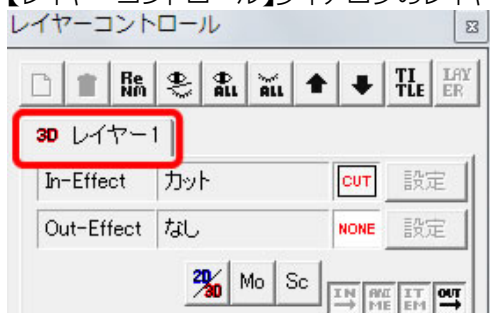 【レイヤーコントロール】ダイアログのレイヤ
レイヤーコントロール
Re NM ALL ALL TI TLE LAY ER
3D レイヤー1
In-Effect カット CUT 設定
Out-Effect なし NONE 設定
2D/3D Mo Sc IN ANI ME IT EM OUT